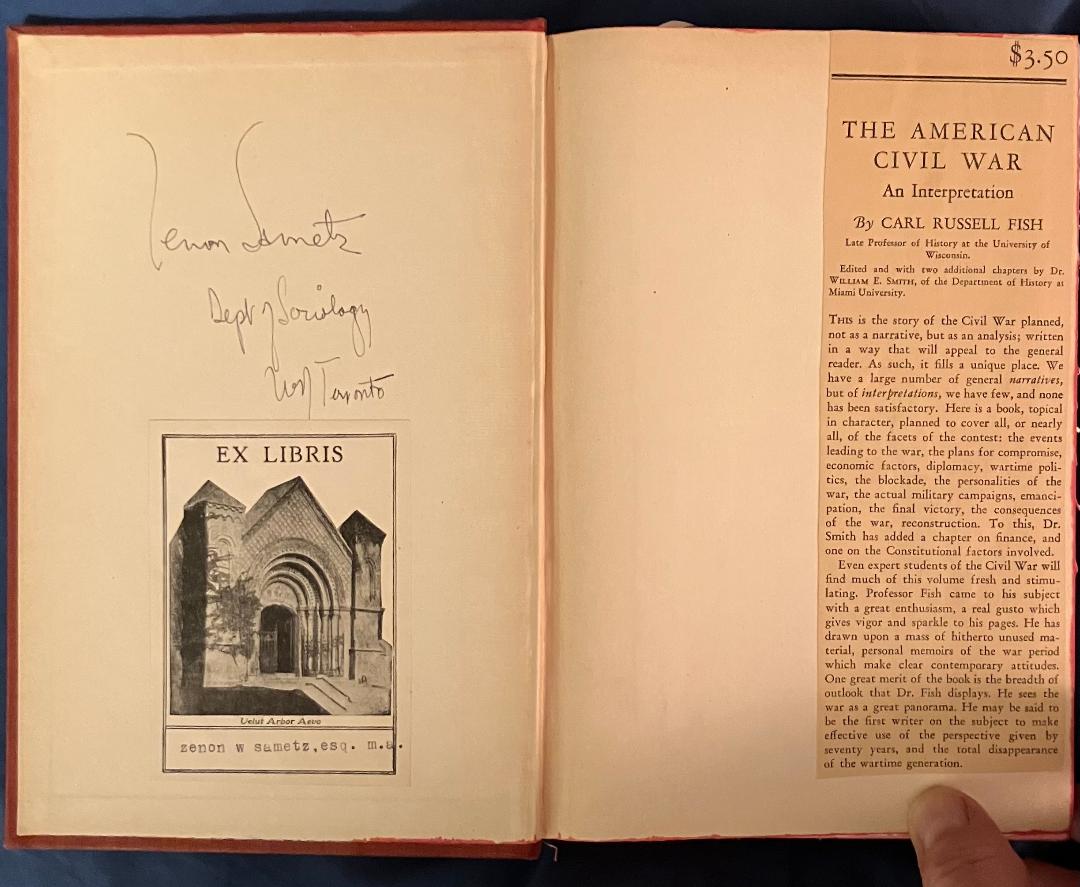 Zenon Sametz
Dept of Sociology
U of Toronto
EX LIBRIS
Velut Arbor Aevo
zenon w sametz,esq. m.a.
$3.50
THE AMERICAN
CIVIL WAR
An Interpretation
By CARL RUSSELL FISH
Late Professor of History at the University of
Wisconsin.
Edited and with two additional chapters by Dr.
WILLIAM E. SMITH, of the Department of History at
Miami University.
THIS is the story of the Civil War planned,
not as a narrative, but as an analysis; written
in a way that will appeal to the general
reader. As such, it fills a unique place. We
have a large number of general narratives,
but of interpretations, we have few, and none
has been satisfactory. Here is a book, topical
in character, planned to cover all, or nearly
all, of the facets of the contest: the events
leading to the war, the plans for compromise,
economic factors, diplomacy, wartime poli-
tics, the blockade, the personalities of the
war, the actual military campaigns, emanci-
pation, the final victory, the consequences
of the war, reconstruction. To this, Dr.
Smith has added a chapter on finance, and
one on the Constitutional factors involved.
Even expert students of the Civil War will
find much of this volume fresh and stimu-
lating. Professor Fish came to his subject
with a great enthusiasm, a real gusto which
gives vigor and sparkle to his pages. He has
drawn upon a mass of hitherto unused ma-
terial, personal memoirs of the war period
which make clear contemporary attitudes.
One great merit of the book is the breadth of
outlook that Dr. Fish displays. He sees the
war as a great panorama. He may be said to
be the first writer on the subject to make
effective use of the perspective given by
seventy years, and the total disappearance
of the wartime generation.